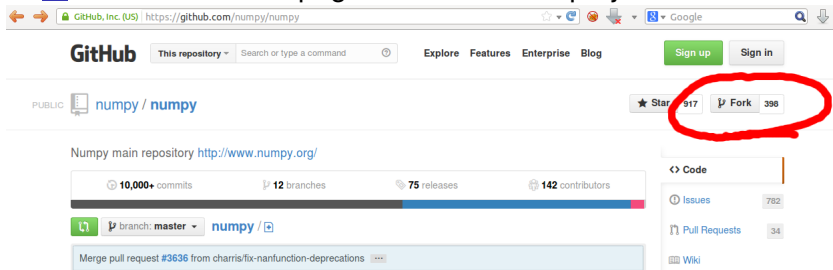 GitHub, Inc. (US) https://github.com/numpy/numpy
Google
GitHub This repository Search or type a command Explore Features Enterprise Blog Sign up Sign in
PUBLIC numpy / numpy Star 917 Fork 398
Numpy main repository http://www.numpy.org/
10,000+ commits 12 branches 75 releases 142 contributors
<> Code
Issues 782
branch: master numpy /
Pull Requests 34
Merge pull request #3636 from charris/fix-nanfunction-deprecations ...
Wiki